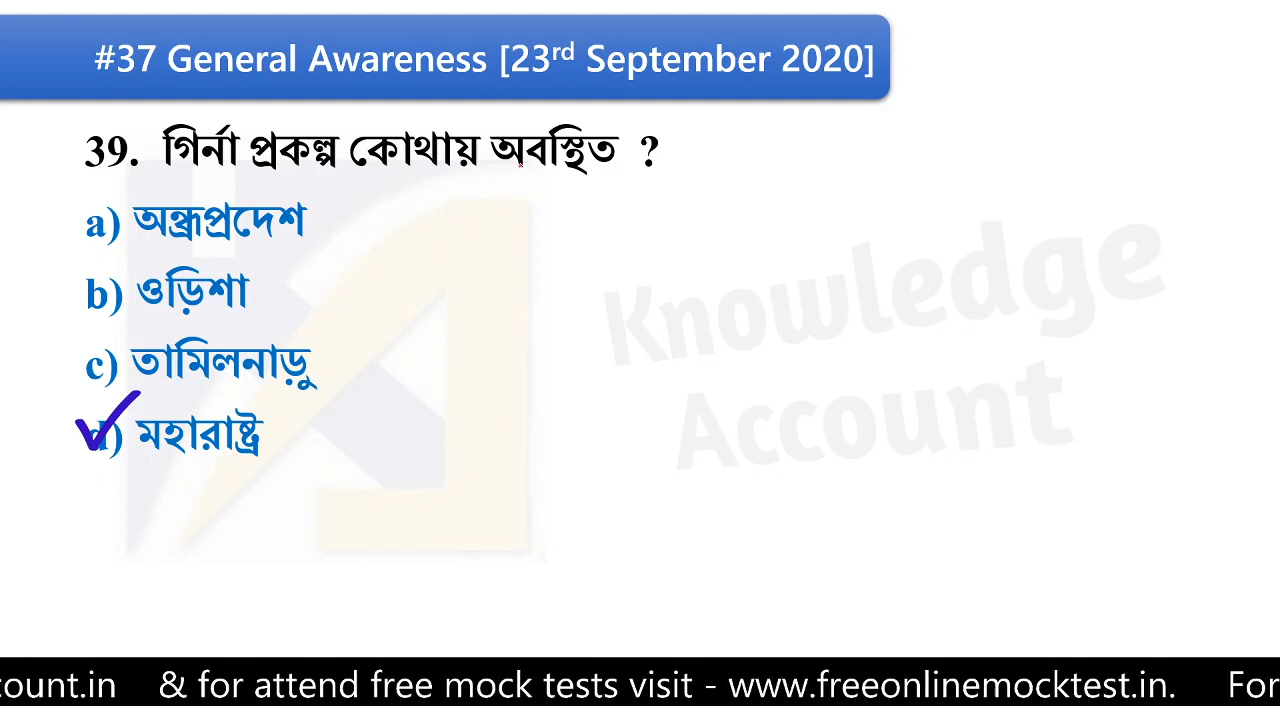 #37 General Awareness [23rd September 2020]
39. গির্না প্রকল্প কোথায় অবস্থিত ?
a) অন্ধ্রপ্রদেশ
b) ওড়িশা
c) তামিলনাড়ু
d) মহারাষ্ট্র
Knowledge
Account
count.in & for attend free mock tests visit - www.freeonlinemocktest.in. For